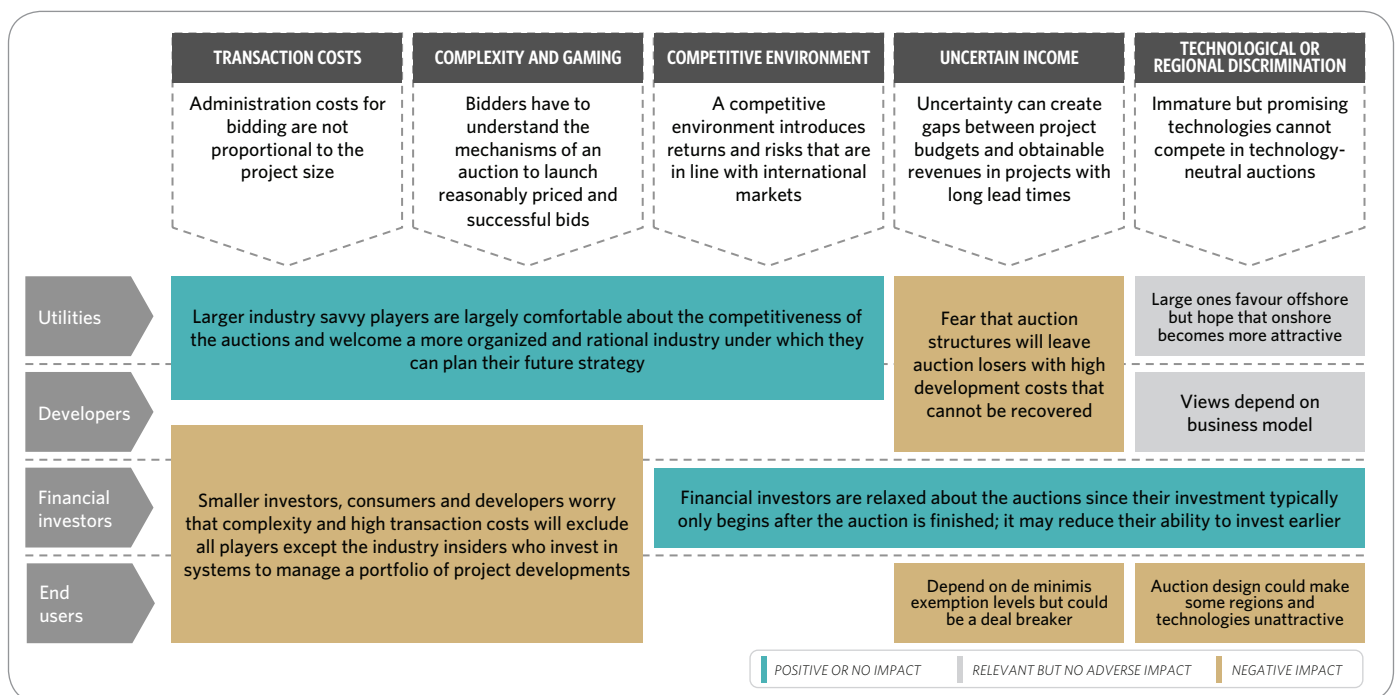 TRANSACTION COSTS
Administration costs for
bidding are not
proportional to the
project size
COMPLEXITY AND GAMING
Bidders have to
understand the
mechanisms of an
auction to launch
reasonably priced and
successful bids
COMPETITIVE ENVIRONMENT
A competitive
environment introduces
returns and risks that are
in line with international
markets
UNCERTAIN INCOME
Uncertainty can create
gaps between project
budgets and obtainable
revenues in projects with
long lead times
TECHNOLOGICAL OR
REGIONAL DISCRIMINATION
Immature but promising
technologies cannot
compete in technology-
neutral auctions
Utilities
Larger industry savvy players are largely comfortable about the competitiveness of
the auctions and welcome a more organized and rational industry under which they
can plan their future strategy
Fear that auction
structures will leave
auction losers with high
development costs that
cannot be recovered
Large ones favour offshore
but hope that onshore
becomes more attractive
Developers
Views depend on
business model
Financial
investors
Smaller investors, consumers and developers worry
that complexity and high transaction costs will exclude
all players except the industry insiders who invest in
systems to manage a portfolio of project developments
Financial investors are relaxed about the auctions since their investment typically
only begins after the auction is finished; it may reduce their ability to invest earlier
End
users
Depend on de minimis
exemption levels but could
be a deal breaker
Auction design could make
some regions and
technologies unattractive
POSITIVE OR NO IMPACT
RELEVANT BUT NO ADVERSE IMPACT
NEGATIVE IMPACT